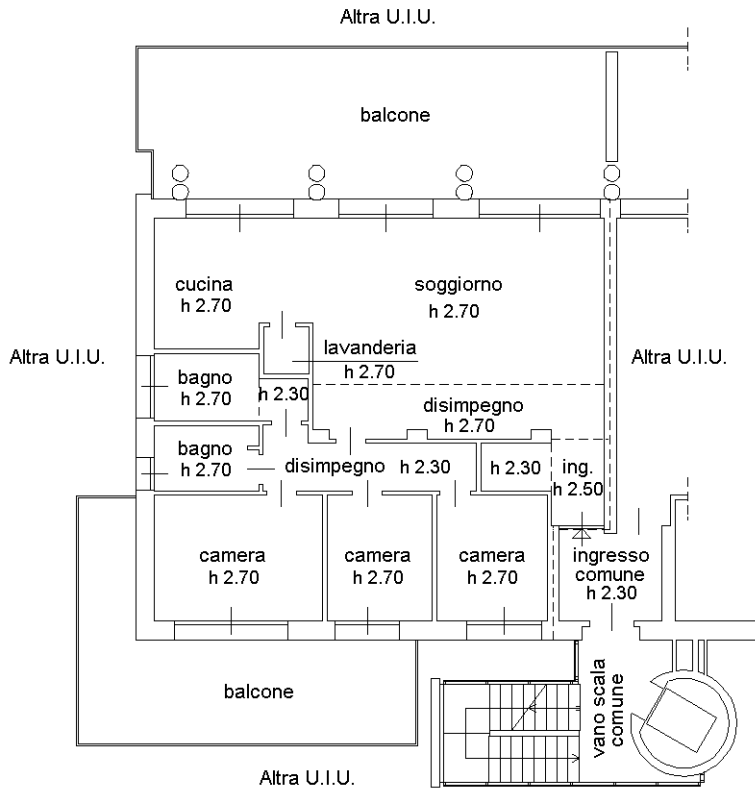 Altra U.I.U.
balcone
cucina
h 2.70
soggiorno
h 2.70
Altra U.I.U.
lavanderia
h 2.70
Altra U.I.U.
bagno
h 2.70
h 2.30
disimpegno
h 2.70
bagno
h 2.70
disimpegno
h 2.30
h 2.30
ing.
h 2.50
camera
h 2.70
camera
h 2.70
camera
h 2.70
ingresso
comune
h 2.30
balcone
vano scala
comune
Altra U.I.U.